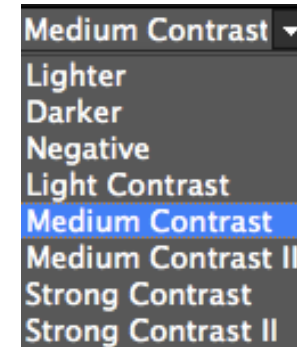 Medium Contrast
Lighter
Darker
Negative
Light Contrast
Medium Contrast
Medium Contrast II
Strong Contrast
Strong Contrast II